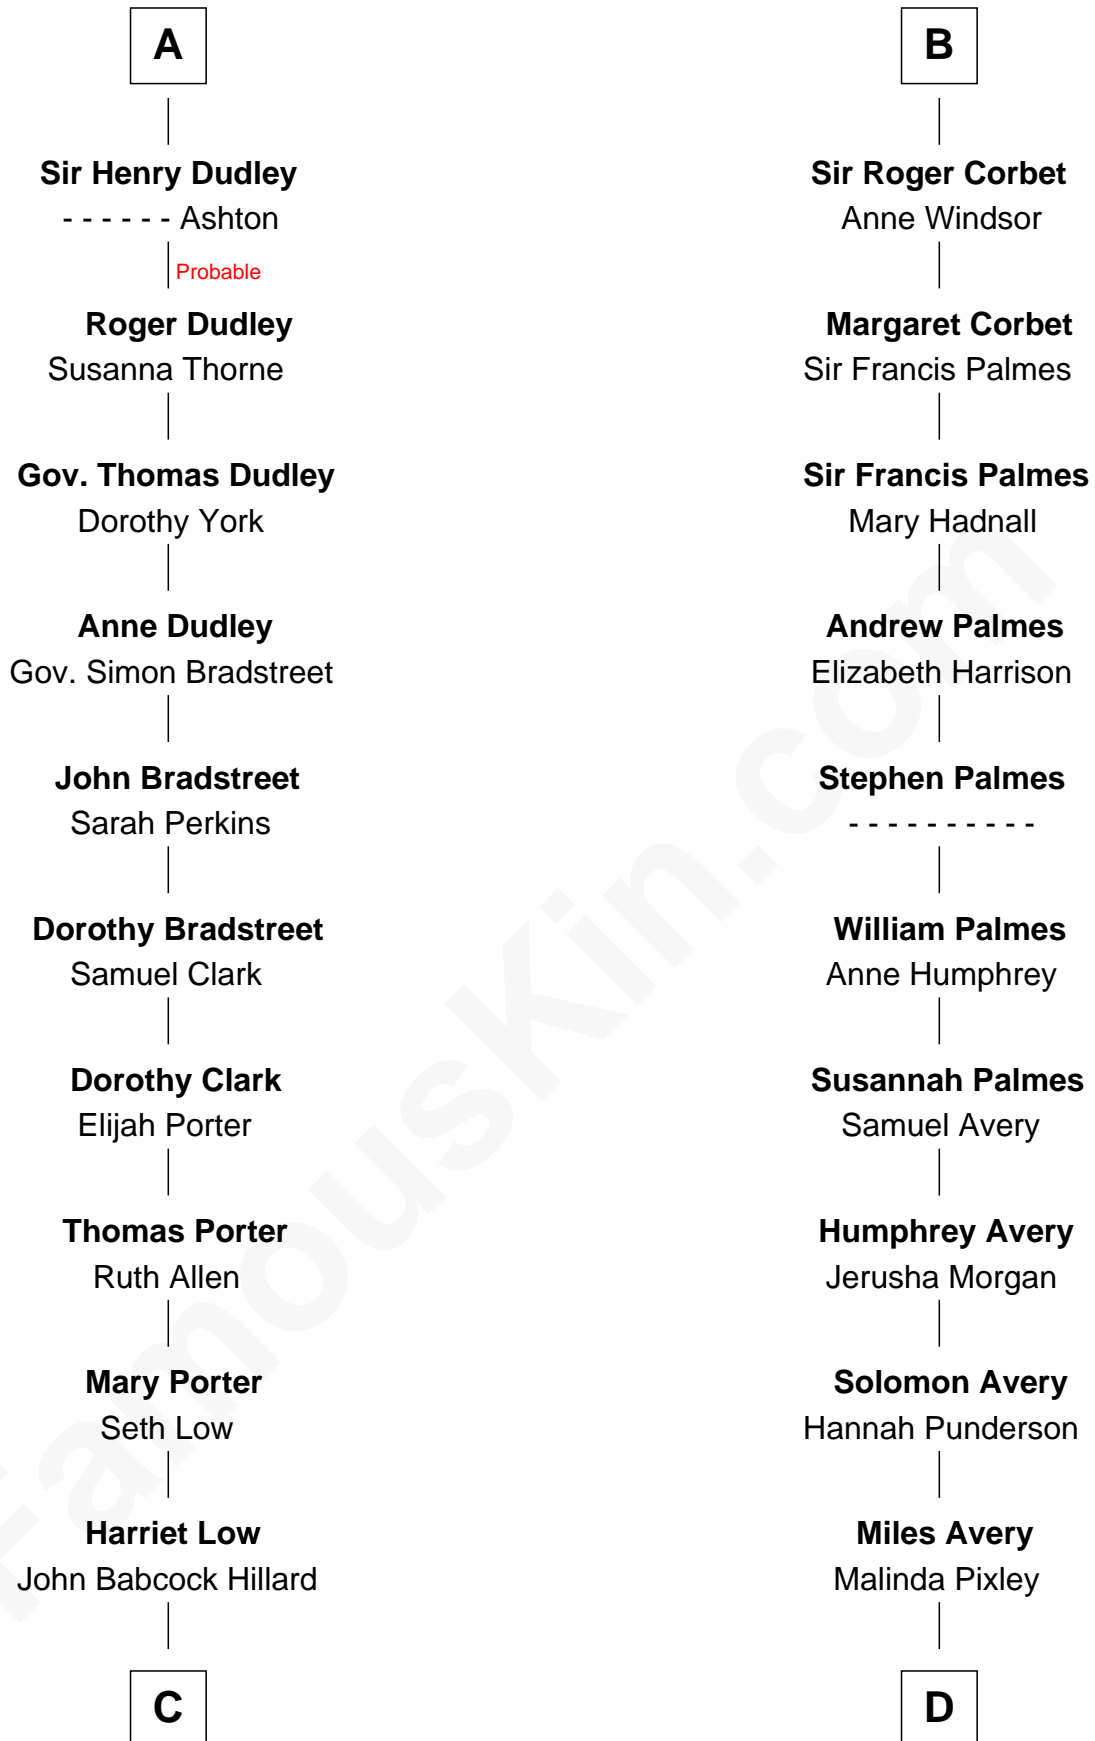 A
Sir Henry Dudley
- - - - - - Ashton
Probable
Roger Dudley
Susanna Thorne
Gov. Thomas Dudley
Dorothy York
Anne Dudley
Gov. Simon Bradstreet
John Bradstreet
Sarah Perkins
Dorothy Bradstreet
Samuel Clark
Dorothy Clark
Elijah Porter
Thomas Porter
Ruth Allen
Mary Porter
Seth Low
Harriet Low
John Babcock Hillard
C
B
Sir Roger Corbet
Anne Windsor
Margaret Corbet
Sir Francis Palmes
Sir Francis Palmes
Mary Hadnall
Andrew Palmes
Elizabeth Harrison
Stephen Palmes
- - - - - - - - - -
William Palmes
Anne Humphrey
Susannah Palmes
Samuel Avery
Humphrey Avery
Jerusha Morgan
Solomon Avery
Hannah Punderson
Miles Avery
Malinda Pixley
D
FamousKin.com